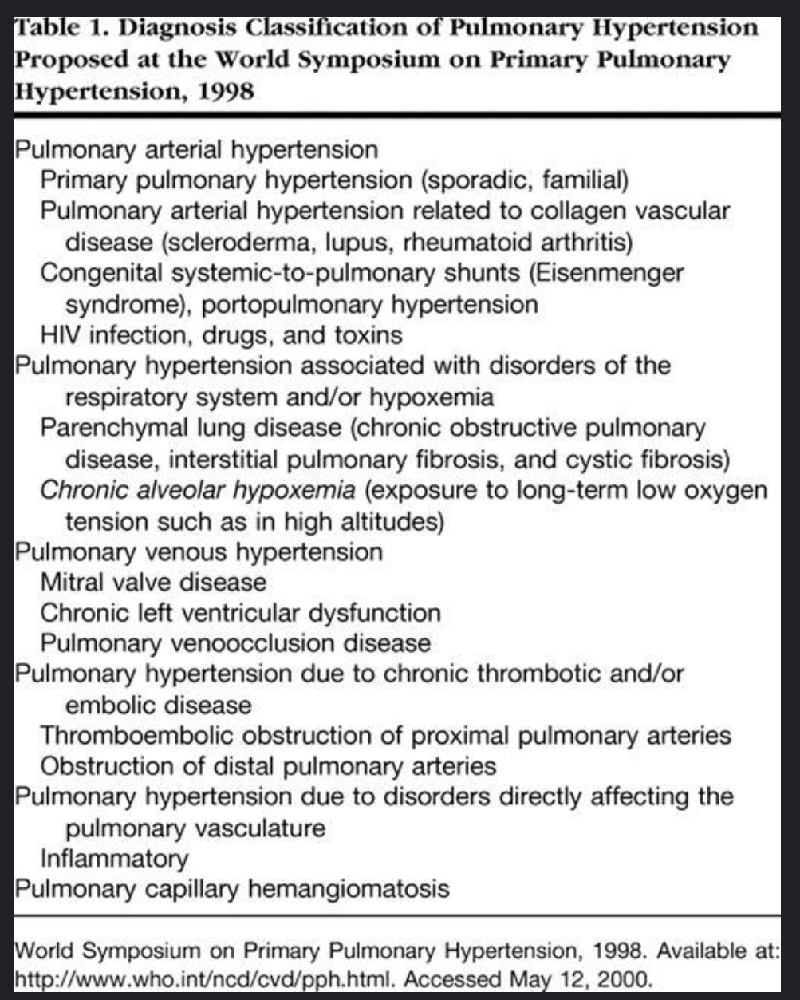 Table 1. Diagnosis Classification of Pulmonary Hypertension
Proposed at the World Symposium on Primary Pulmonary
Hypertension, 1998
Pulmonary arterial hypertension
Primary pulmonary hypertension (sporadic, familial)
Pulmonary arterial hypertension related to collagen vascular
disease (scleroderma, lupus, rheumatoid arthritis)
Congenital systemic-to-pulmonary shunts (Eisenmenger
syndrome), portopulmonary hypertension
HIV infection, drugs, and toxins
Pulmonary hypertension associated with disorders of the
respiratory system and/or hypoxemia
Parenchymal lung disease (chronic obstructive pulmonary
disease, interstitial pulmonary fibrosis, and cystic fibrosis)
Chronic alveolar hypoxemia (exposure to long-term low oxygen
tension such as in high altitudes)
Pulmonary venous hypertension
Mitral valve disease
Chronic left ventricular dysfunction
Pulmonary venoocclusion disease
Pulmonary hypertension due to chronic thrombotic and/or
embolic disease
Thromboembolic obstruction of proximal pulmonary arteries
Obstruction of distal pulmonary arteries
Pulmonary hypertension due to disorders directly affecting the
pulmonary vasculature
Inflammatory
Pulmonary capillary hemangiomatosis
World Symposium on Primary Pulmonary Hypertension, 1998. Available at:
http://www.who.int/ncd/cvd/pph.html. Accessed May 12, 2000.